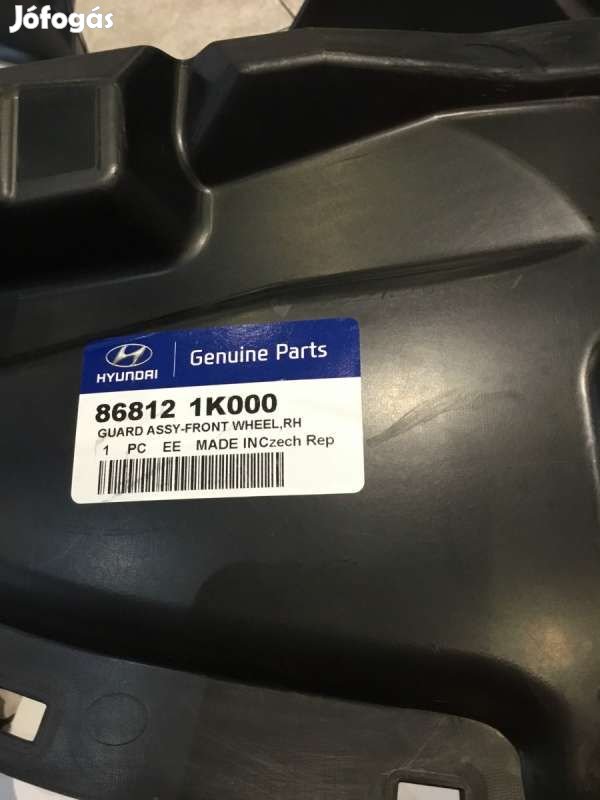 Jófogás
HYUNDAI
Genuine Parts
86812 1K000
GUARD ASSY-FRONT WHEEL,RH
1 PC EE MADE INCzech Rep